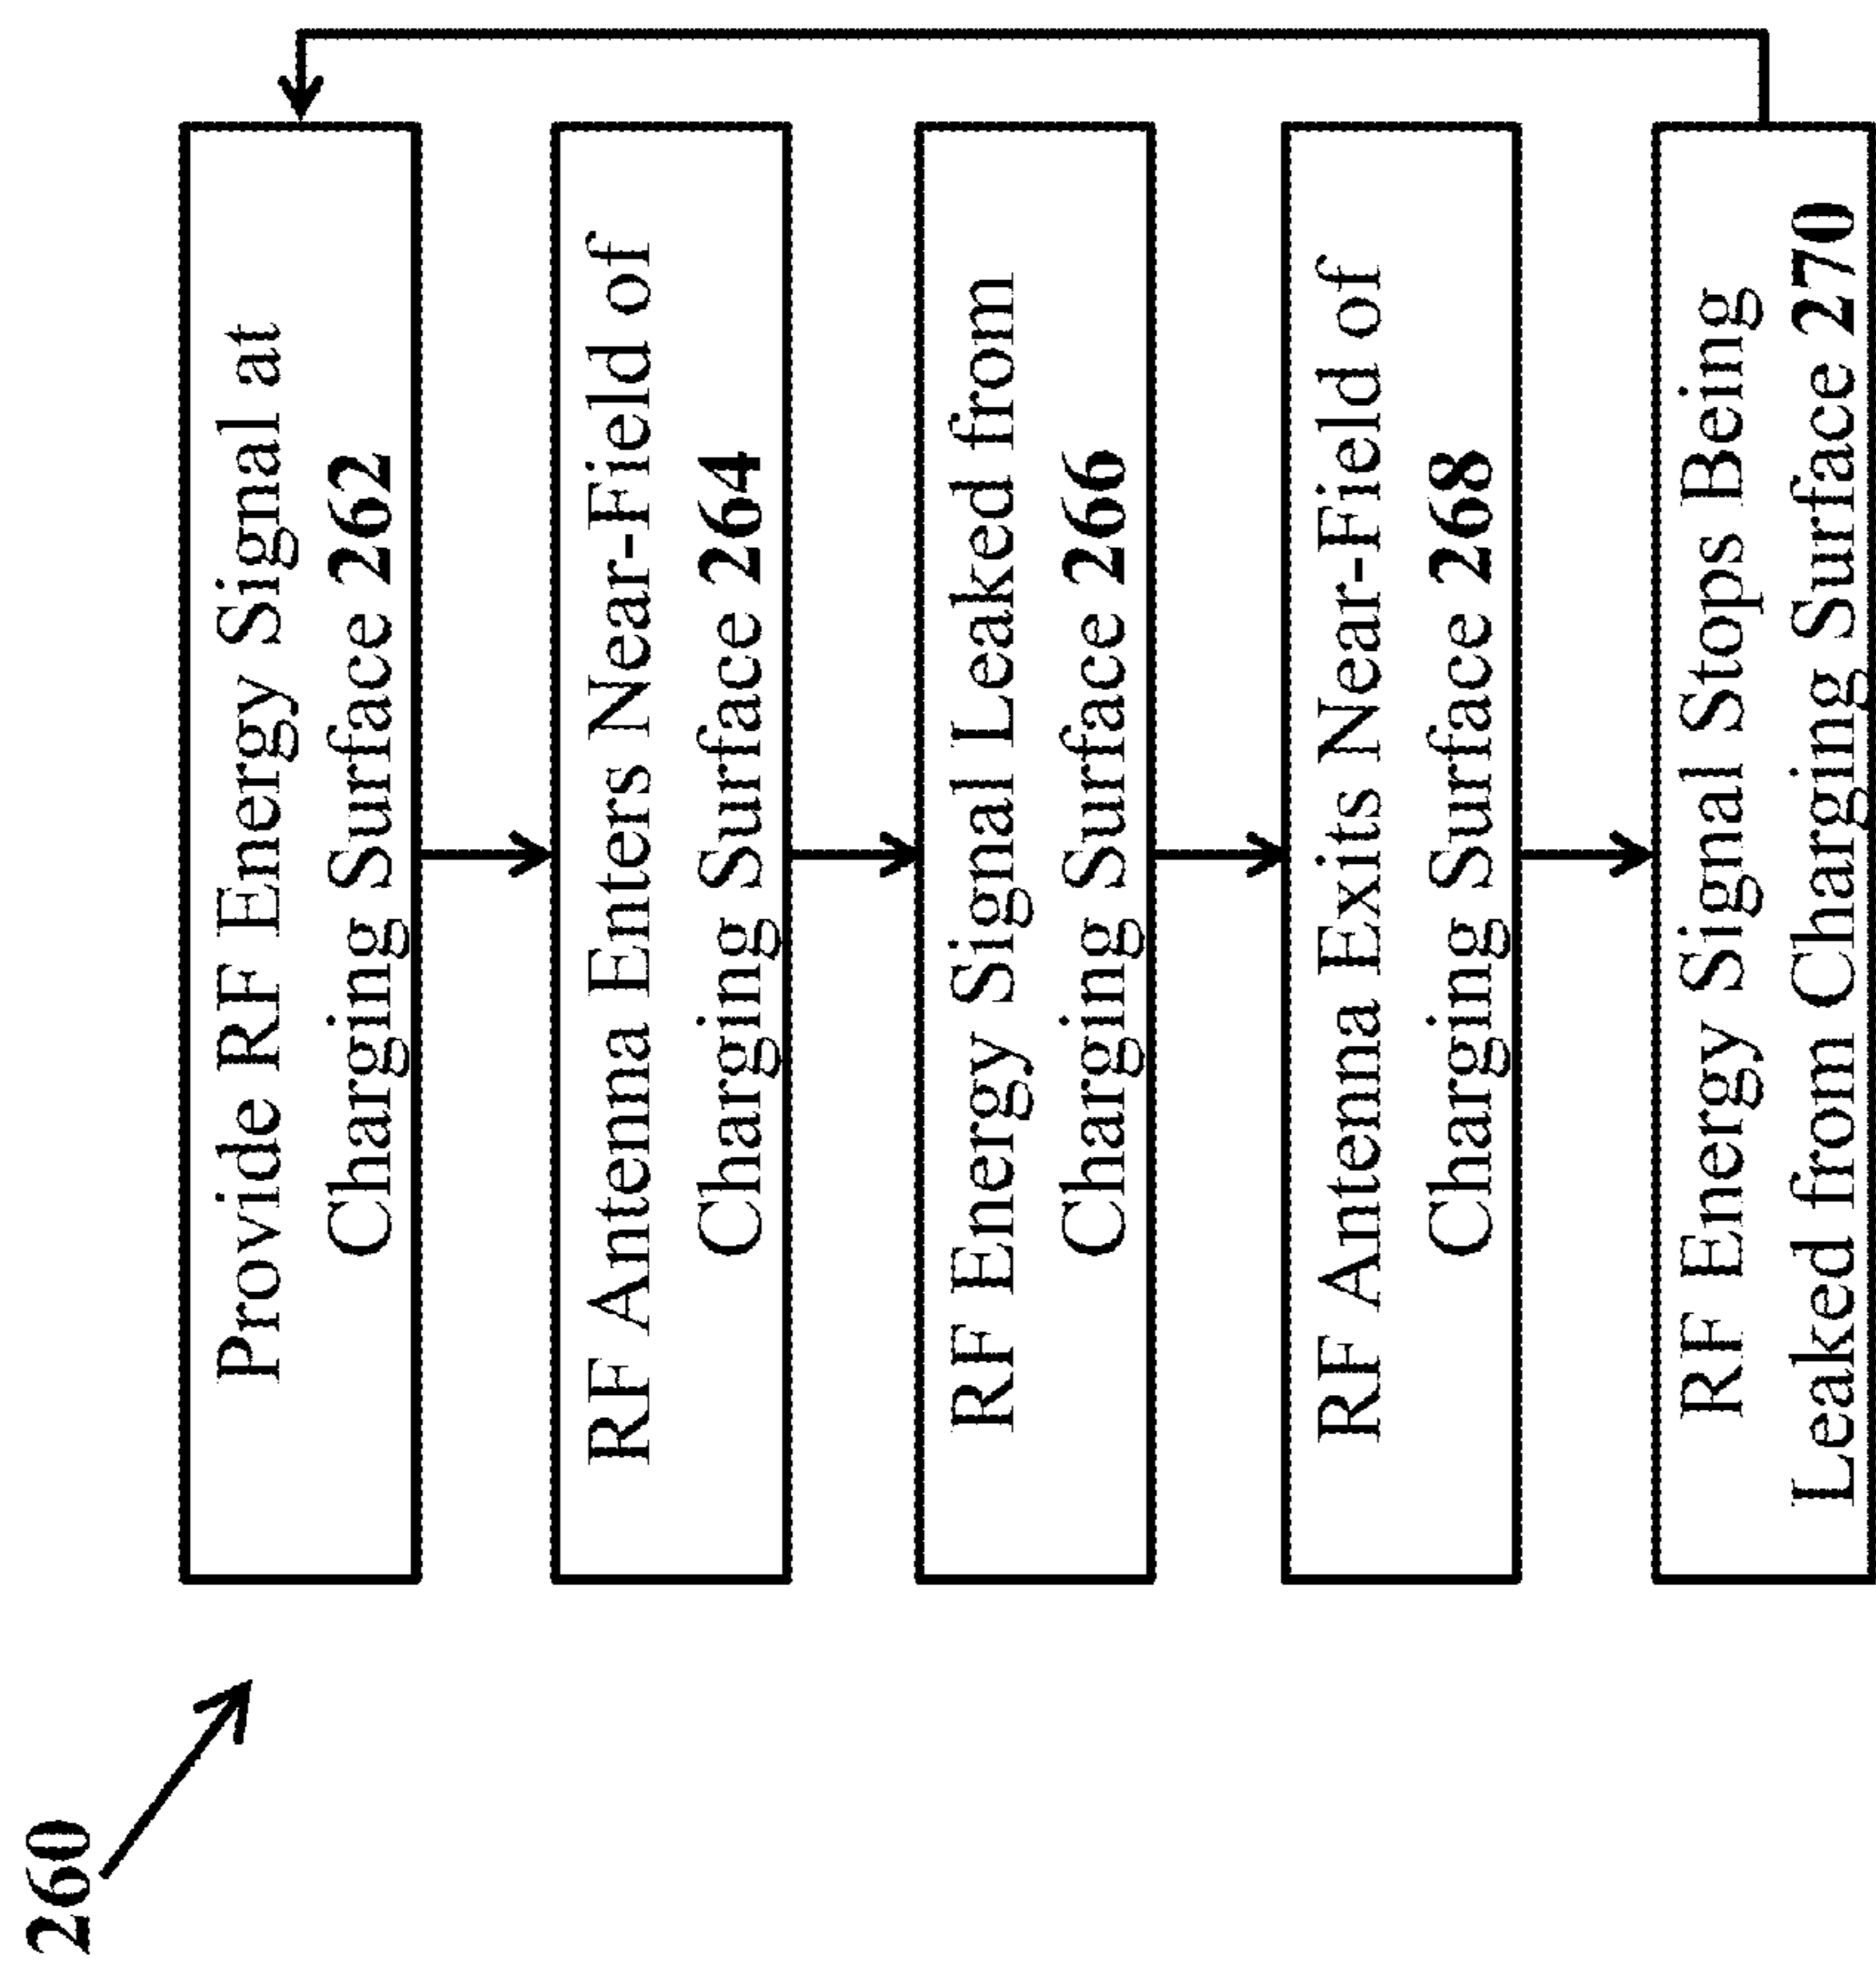 260
Provide RF Energy Signal at
Charging Surface 262
RF Antenna Enters Near-Field of
Charging Surface 264
RF Energy Signal Leaked from
Charging Surface 266
RF Antenna Exits Near-Field of
Charging Surface 268
RF Energy Signal Stops Being
Leaked from Charging Surface 270